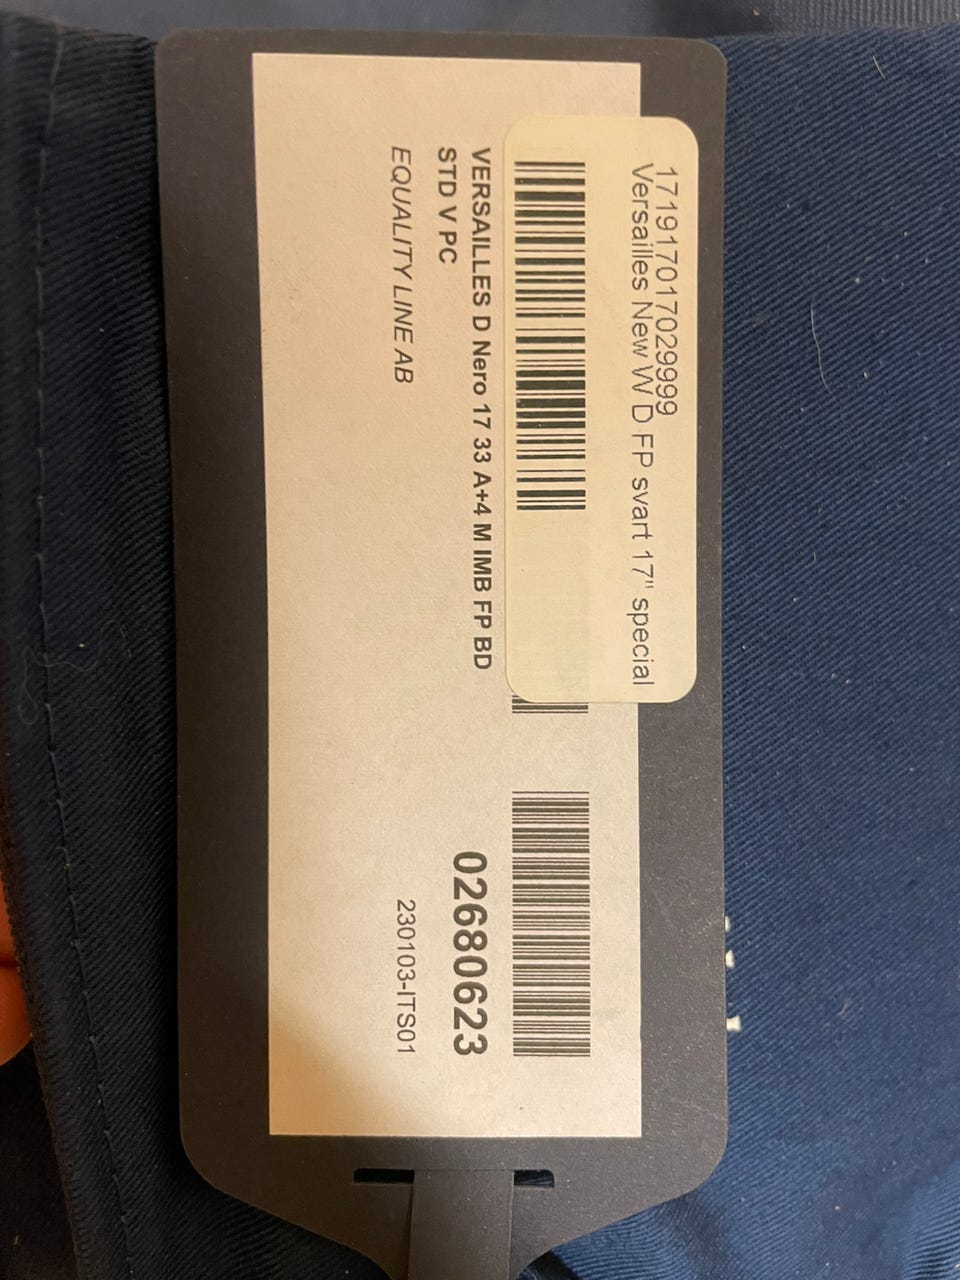 1719170170299999
Versailles New W D FP svart 17" special
VERSAILLES D Nero 17 33 A+4 M IMB FP BD
STD V PC
EQUALITY LINE AB
02680623
230103-ITS01